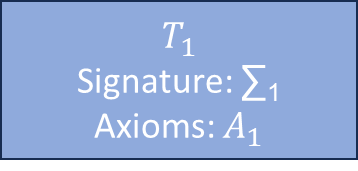 T₁
Signature: ∑₁
Axioms: A₁